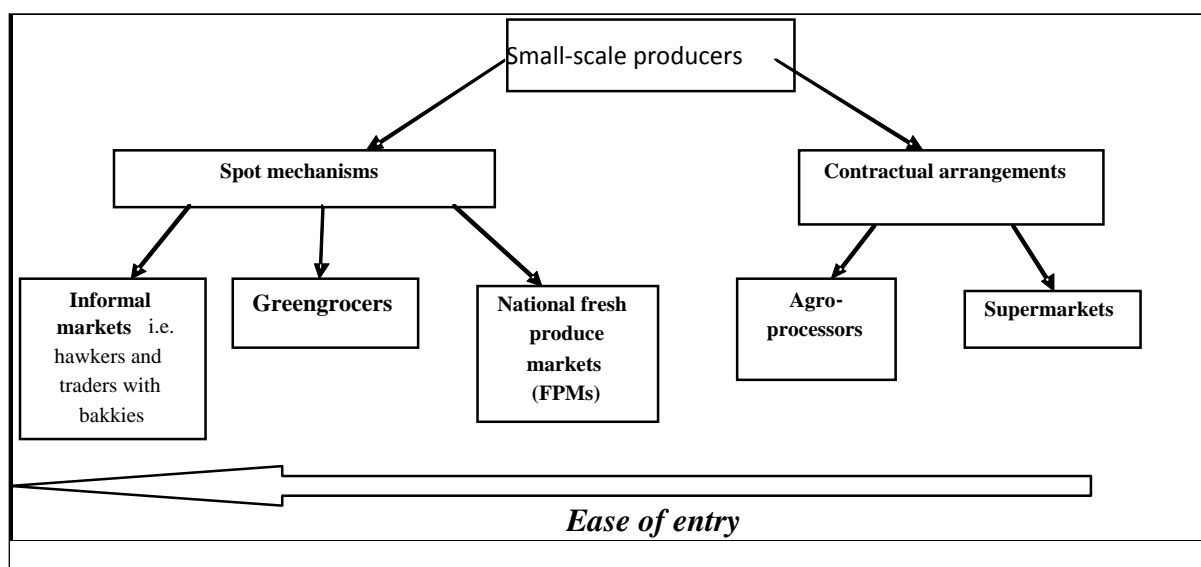 Small-scale producers
Spot mechanisms
Contractual arrangements
Informal
markets i.e.
hawkers and
traders with
bakkies
Greengrocers
National fresh
produce
markets
(FPMs)
Agro-
processors
Supermarkets
Ease of entry